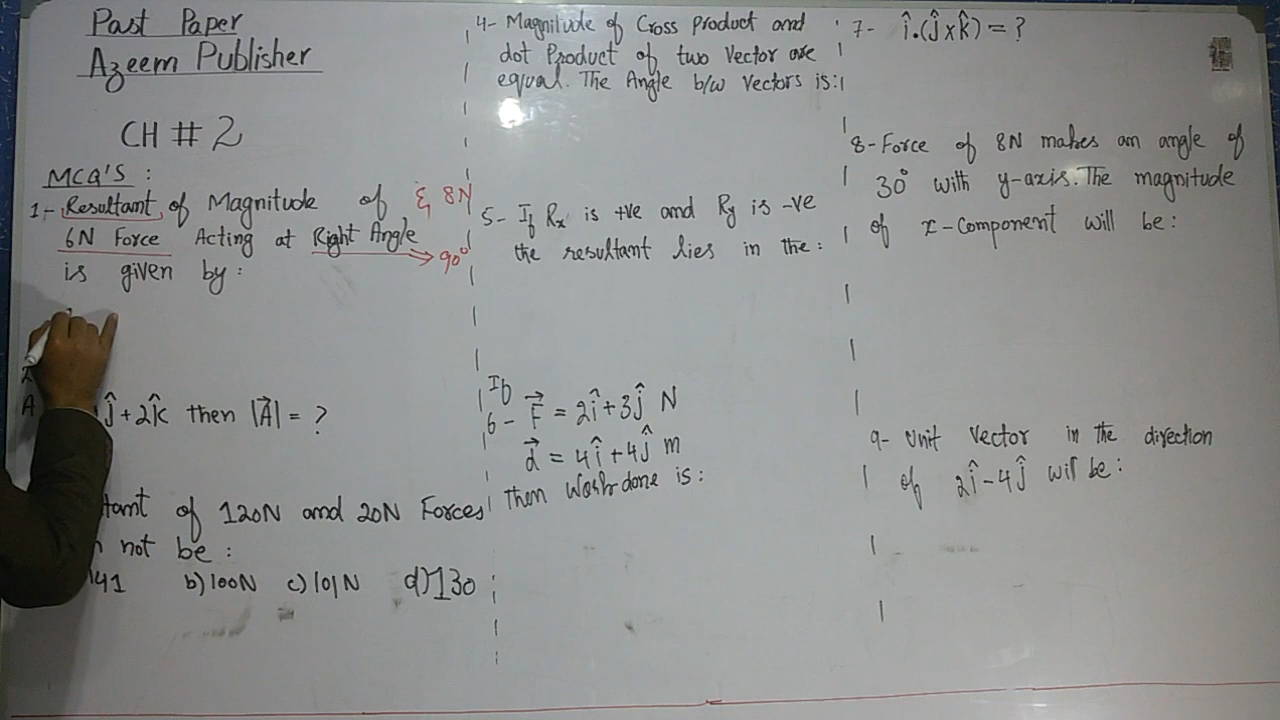 Past Paper
Azeem Publisher
CH # 2
MCQ'S :
1- Resultant of Magnitude of & 8N
6N Force Acting at Right Angle → 90°
is given by :
ĵ+2k̂ then |A⃗| = ?
of 120N and 20N Forces
not be :
141 b) 100N c) 101N d) 130
4- Magnitude of Cross product and
dot Product of two Vector are
equal. The Angle b/w Vectors is:
5- If Rx is +ve and Ry is -ve
the resultant lies in the :
If
6- F⃗ = 2î+3ĵ N
d⃗ = 4î+4ĵ m
then Work done is :
7- î.(ĵxk̂) = ?
8- Force of 8N makes an angle of
30° with y-axis. The magnitude
of x-component will be :
9- Unit Vector in the direction
of 2î-4ĵ will be :